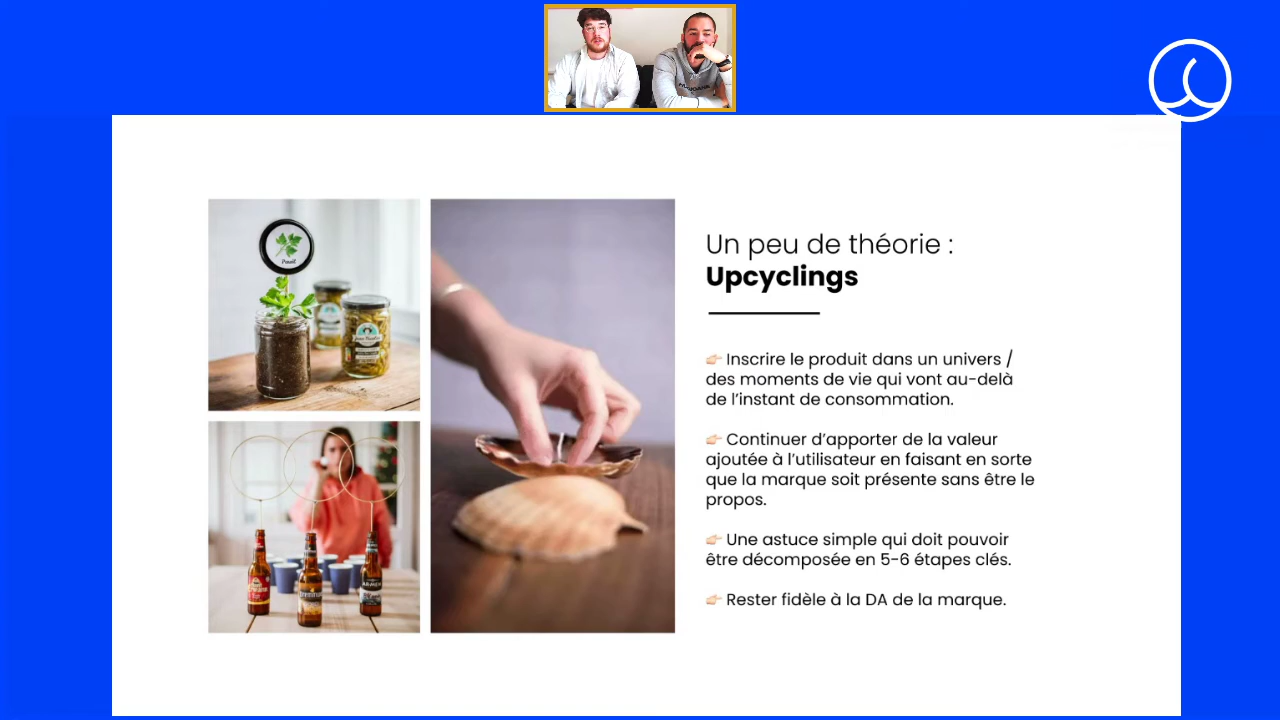 Un peu de théorie :
Upcyclings
👉🏻 Inscrire le produit dans un univers /
des moments de vie qui vont au-delà
de l’instant de consommation.
👉🏻 Continuer d’apporter de la valeur
ajoutée à l’utilisateur en faisant en sorte
que la marque soit présente sans être le
propos.
👉🏻 Une astuce simple qui doit pouvoir
être décomposée en 5-6 étapes clés.
👉🏻 Rester fidèle à la DA de la marque.
Persil